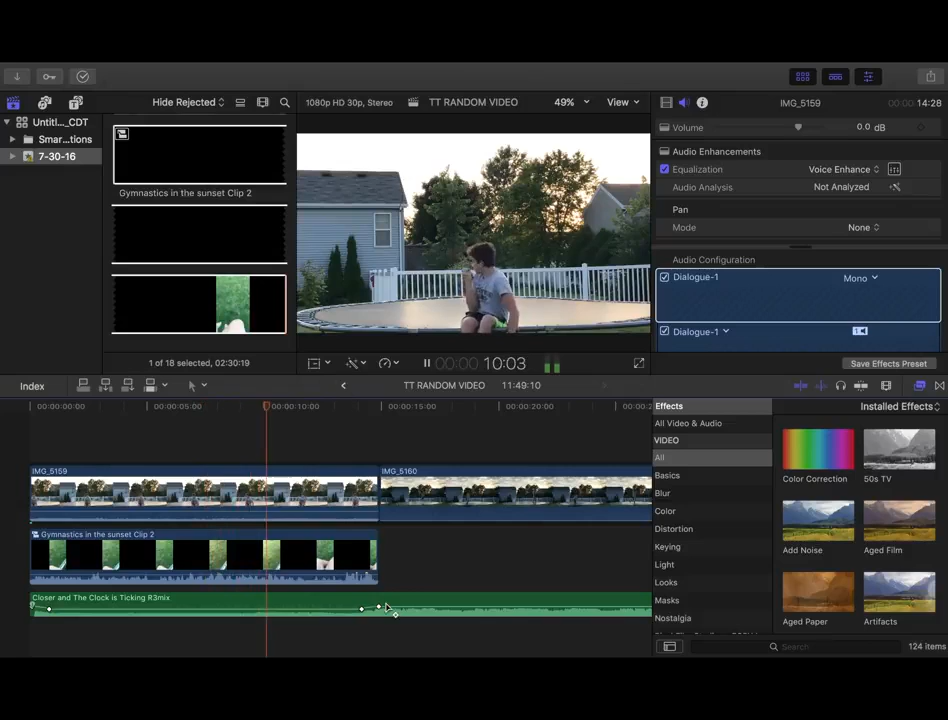 Hide Rejected
1080p HD 30p, Stereo
TT RANDOM VIDEO
49%
View
IMG_5159
00:00:14:28
Untitl..._CDT
Smar...tions
7-30-16
Gymnastics in the sunset Clip 2
1 of 18 selected, 02:30:19
00:00:10:03
Volume
0.0 dB
Audio Enhancements
Equalization
Voice Enhance
Audio Analysis
Not Analyzed
Pan
Mode
None
Audio Configuration
Dialogue-1
Mono
Dialogue-1
1
Save Effects Preset
Index
TT RANDOM VIDEO
11:49:10
00:00:00:00
00:00:05:00
00:00:10:00
00:00:15:00
00:00:20:00
IMG_5159
IMG_5160
Gymnastics in the sunset Clip 2
Closer and The Clock is Ticking R3mix
Effects
Installed Effects
All Video & Audio
VIDEO
All
Basics
Blur
Color
Distortion
Keying
Light
Looks
Masks
Nostalgia
Color Correction
50s TV
Add Noise
Aged Film
Aged Paper
Artifacts
Search
124 items